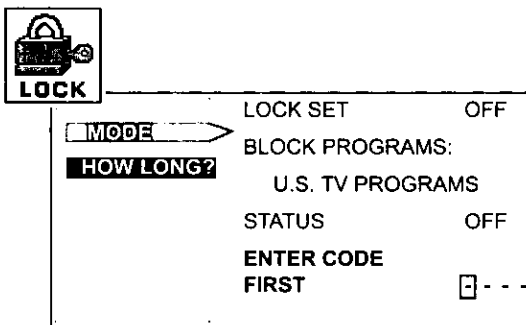 LOCK
LOCK SET OFF
MODE
BLOCK PROGRAMS:
HOW LONG?
U.S. TV PROGRAMS
STATUS OFF
ENTER CODE
FIRST - - - -